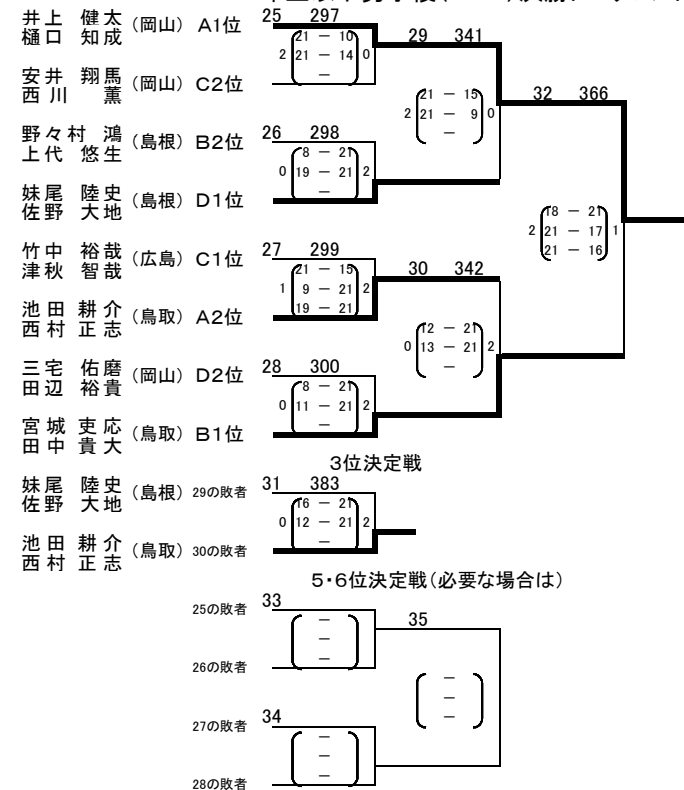 25 297
井上 健太
樋口 知成
(岡山) A1位
21 － 10
2 21 － 14 0
－
29 341
安井 翔馬
西川 薫
(岡山) C2位
21 － 15
2 21 － 9 0
－
32 366
野々村 鴻
上代 悠生
(島根) B2位
26 298
8 － 21
0 19 － 21 2
－
妹尾 陸史
佐野 大地
(島根) D1位
18 － 21
2 21 － 17 1
21 － 16
竹中 裕哉
津秋 智哉
(広島) C1位
27 299
21 － 15
1 9 － 21 2
19 － 21
30 342
池田 耕介
西村 正志
(鳥取) A2位
12 － 21
0 13 － 21 2
－
三宅 佑磨
田辺 裕貴
(岡山) D2位
28 300
8 － 21
0 11 － 21 2
－
宮城 吏応
田中 貴大
(鳥取) B1位
3位決定戦
妹尾 陸史
佐野 大地
(島根) 29の敗者
31 383
16 － 21
0 12 － 21 2
－
池田 耕介
西村 正志
(鳥取) 30の敗者
5・6位決定戦(必要な場合は)
25の敗者 33
－
－
－
35
26の敗者
－
－
－
27の敗者 34
－
－
－
28の敗者